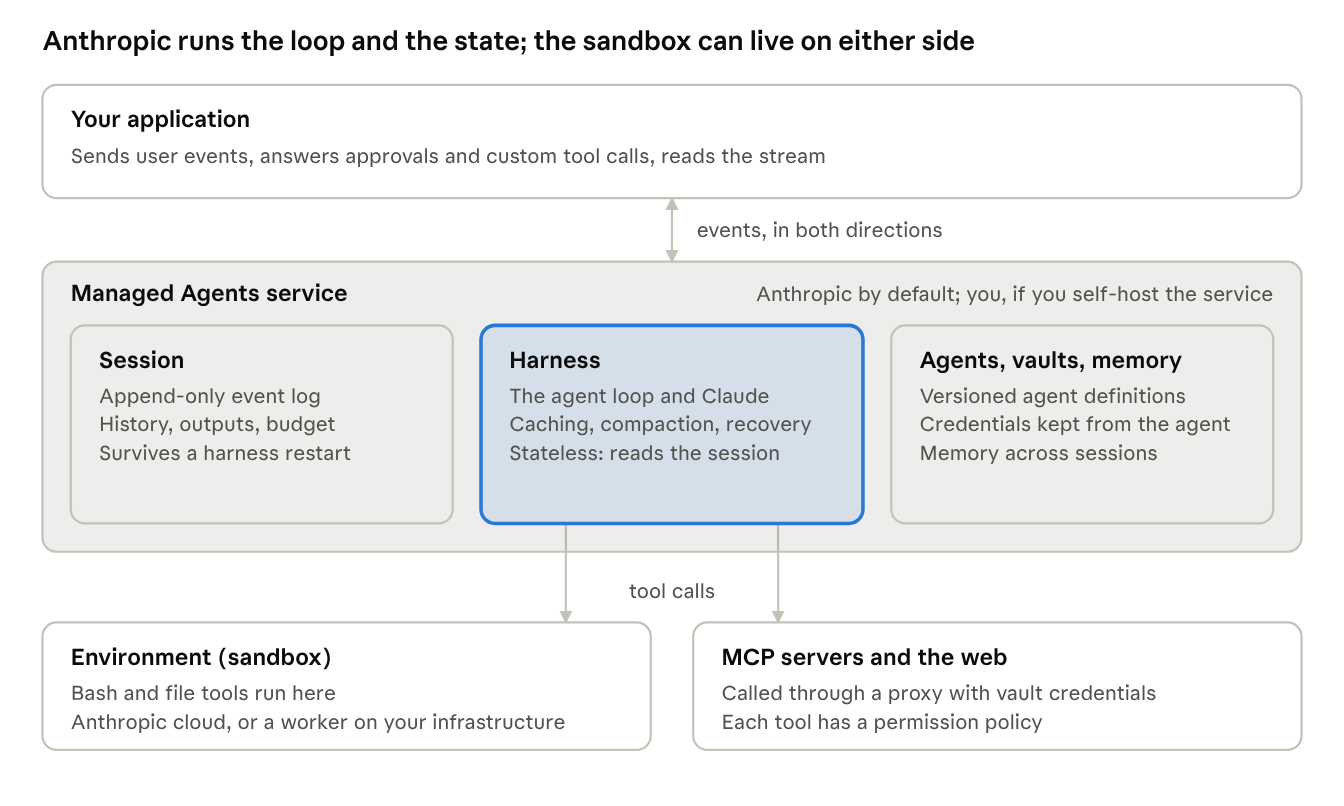 Anthropic runs the loop and the state; the sandbox can live on either side
Your application
Sends user events, answers approvals and custom tool calls, reads the stream
events, in both directions
Managed Agents service
Anthropic by default; you, if you self-host the service
Session
Append-only event log
History, outputs, budget
Survives a harness restart
Harness
The agent loop and Claude
Caching, compaction, recovery
Stateless: reads the session
Agents, vaults, memory
Versioned agent definitions
Credentials kept from the agent
Memory across sessions
tool calls
Environment (sandbox)
Bash and file tools run here
Anthropic cloud, or a worker on your infrastructure
MCP servers and the web
Called through a proxy with vault credentials
Each tool has a permission policy